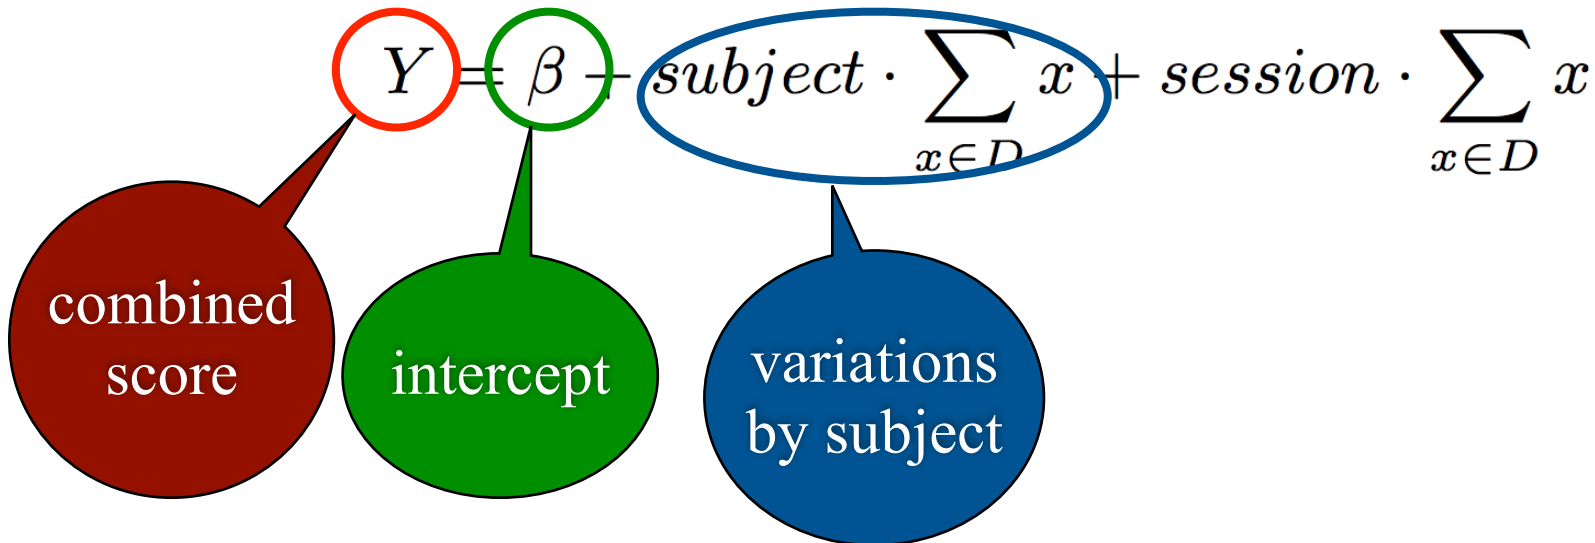 Y = β + subject · ∑ x + session · ∑ x
x∈D x∈D
combined
score
intercept
variations
by subject